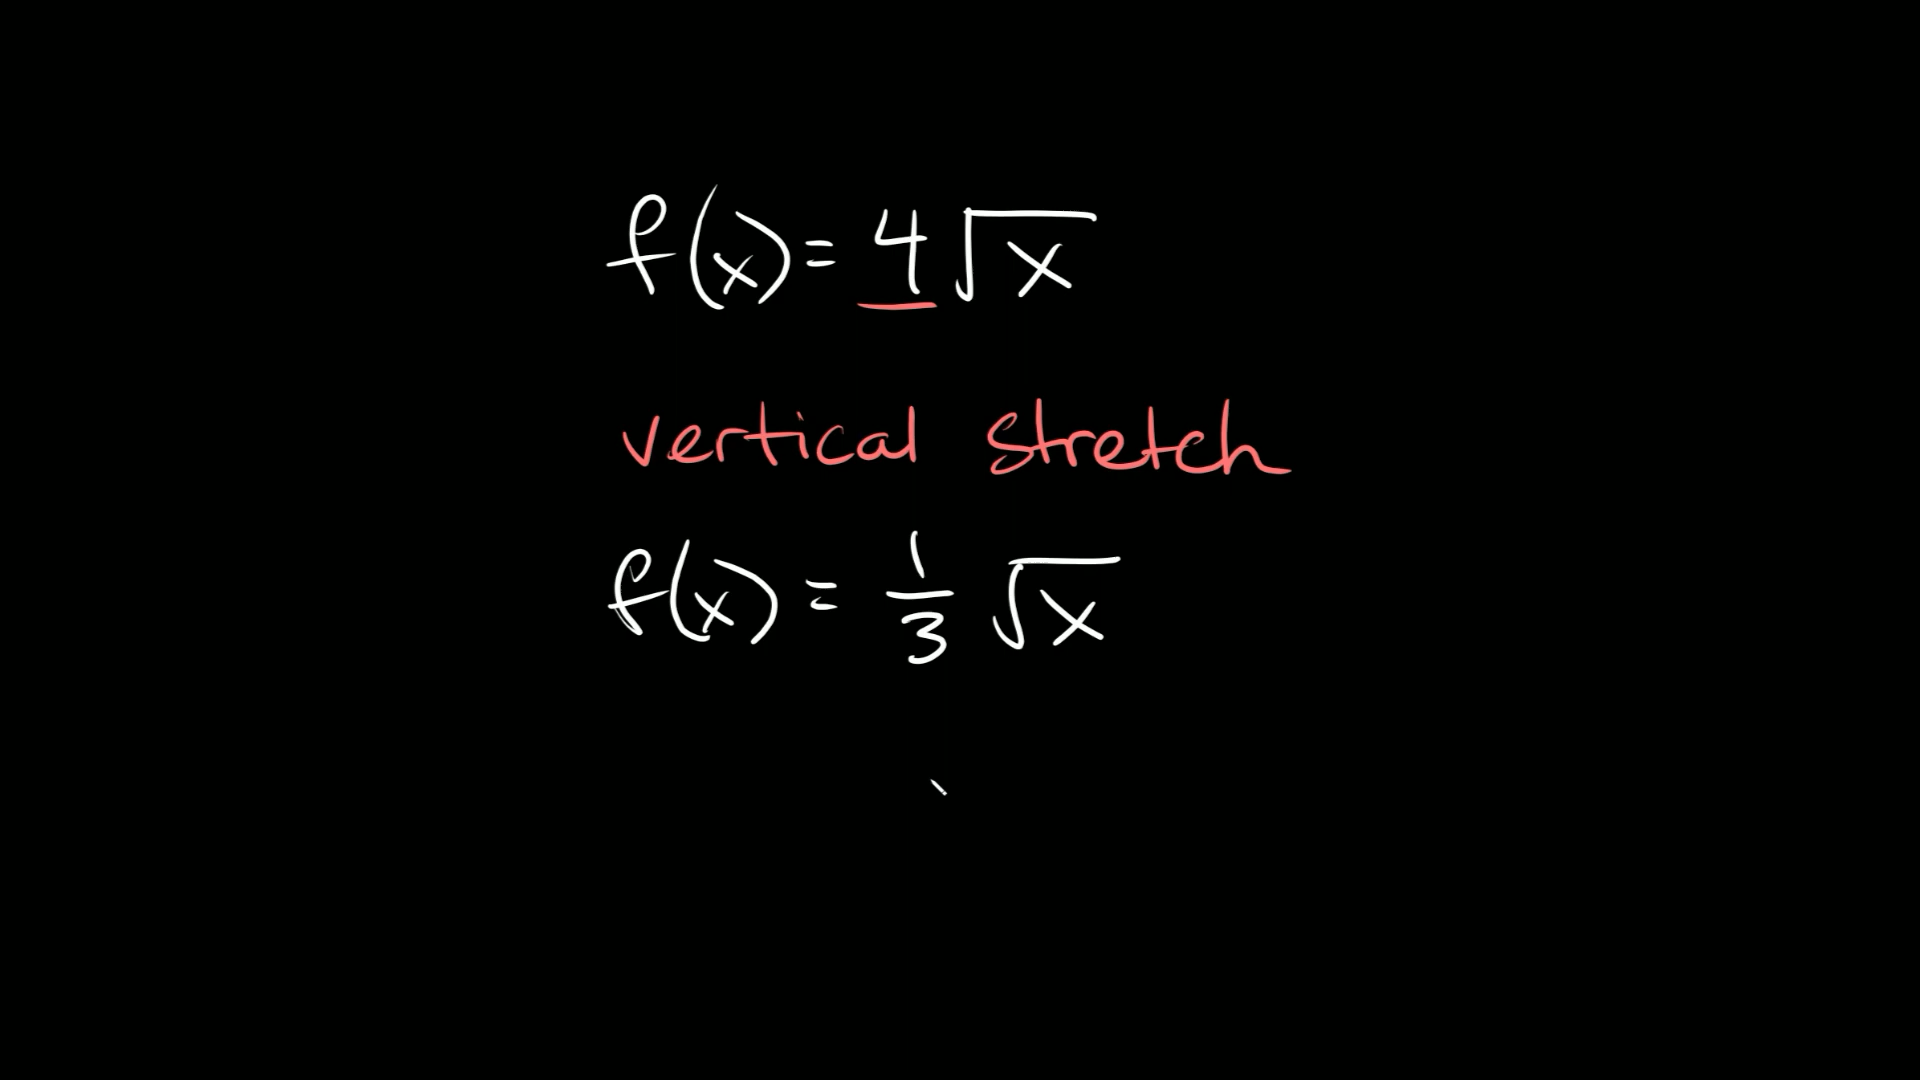 f(x) = 4√x
vertical stretch
f(x) = 1/3 √x